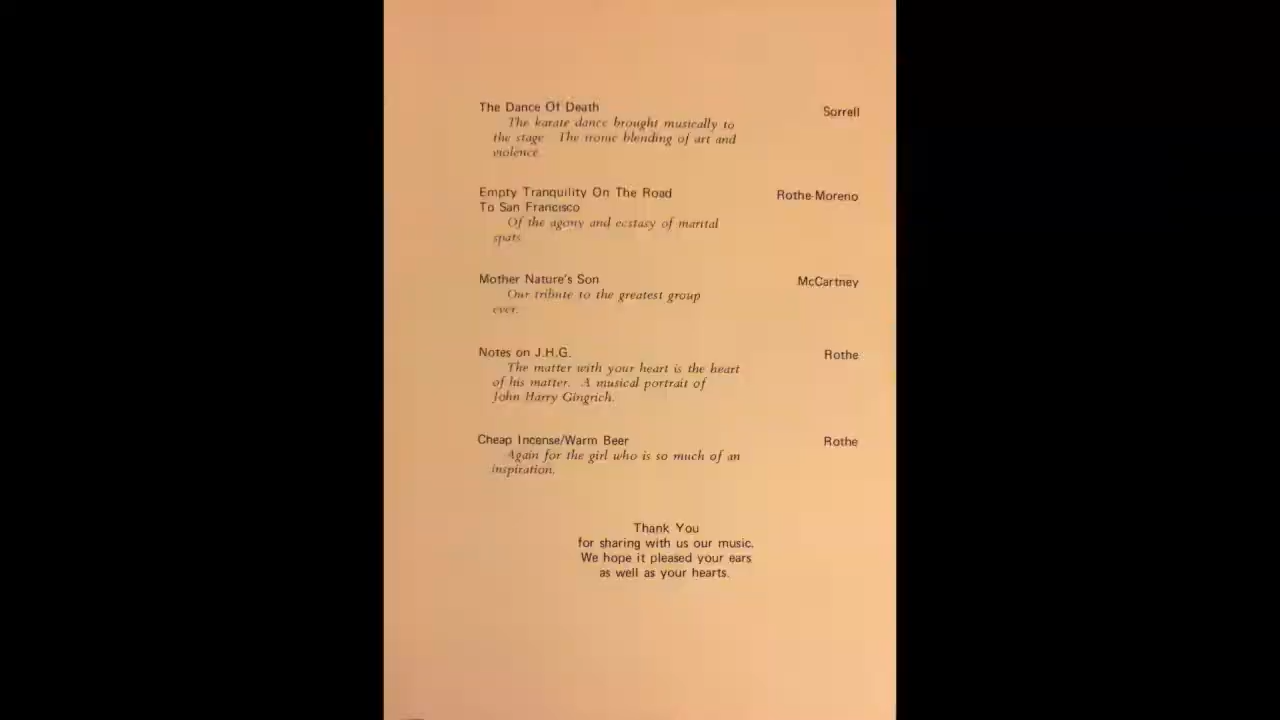 The Dance Of Death Sorrell
The karate dance brought musically to
the stage. The ironic blending of art and
violence.
Empty Tranquility On The Road Rothe-Moreno
To San Francisco
Of the agony and ecstasy of marital
spats.
Mother Nature's Son McCartney
Our tribute to the greatest group
ever.
Notes on J.H.G. Rothe
The matter with your heart is the heart
of his matter. A musical portrait of
John Harry Gingrich.
Cheap Incense/Warm Beer Rothe
Again for the girl who is so much of an
inspiration.
Thank You
for sharing with us our music.
We hope it pleased your ears
as well as your hearts.